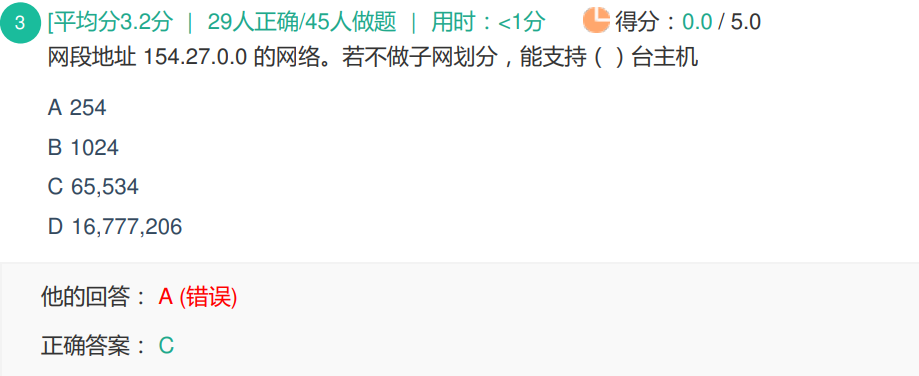 3 [平均分3.2分 | 29人正确/45人做题 | 用时：<1分 得分：0.0 / 5.0
网段地址 154.27.0.0 的网络。若不做子网划分，能支持（ ）台主机
A 254
B 1024
C 65,534
D 16,777,206
他的回答： A (错误)
正确答案： C